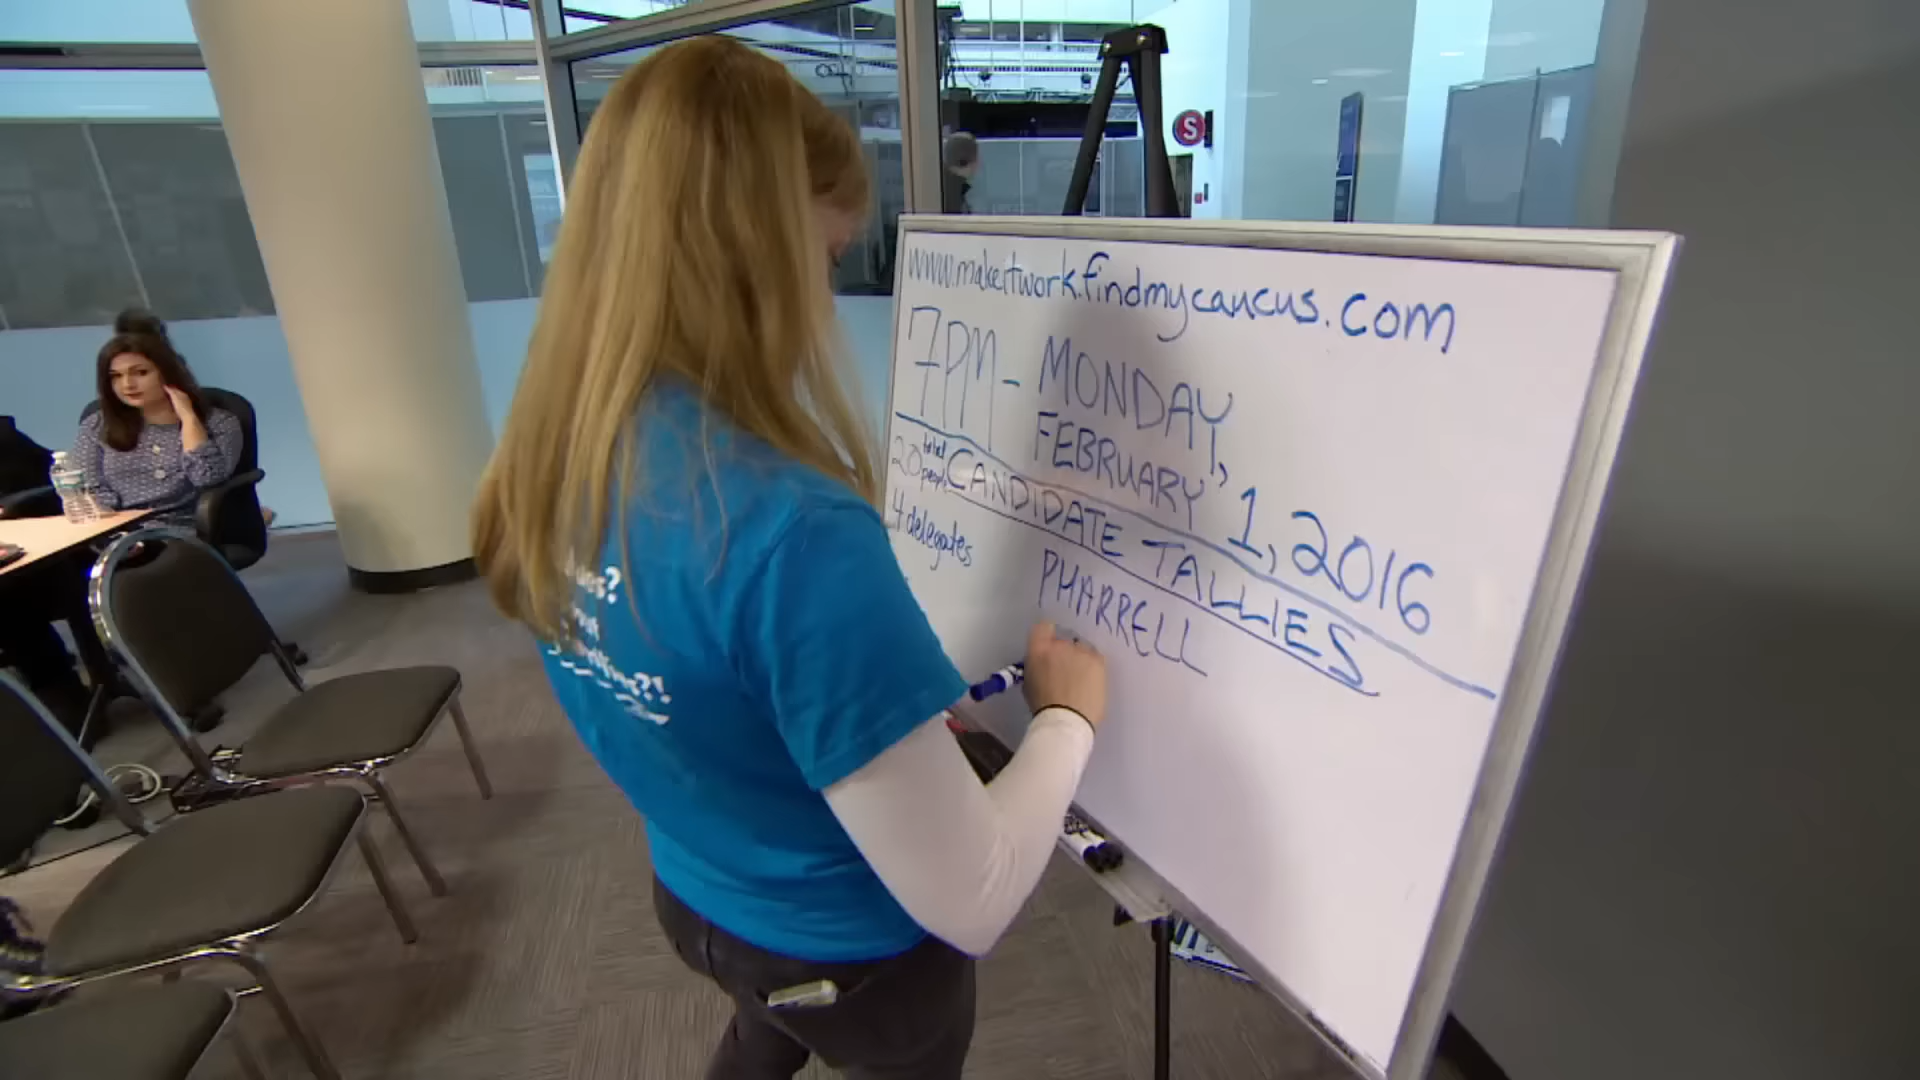 www.makeitwork.findmycaucus.com
7PM - MONDAY,
FEBRUARY 1, 2016
20 total people
CANDIDATE TALLIES
4 delegates
PHARRELL
S